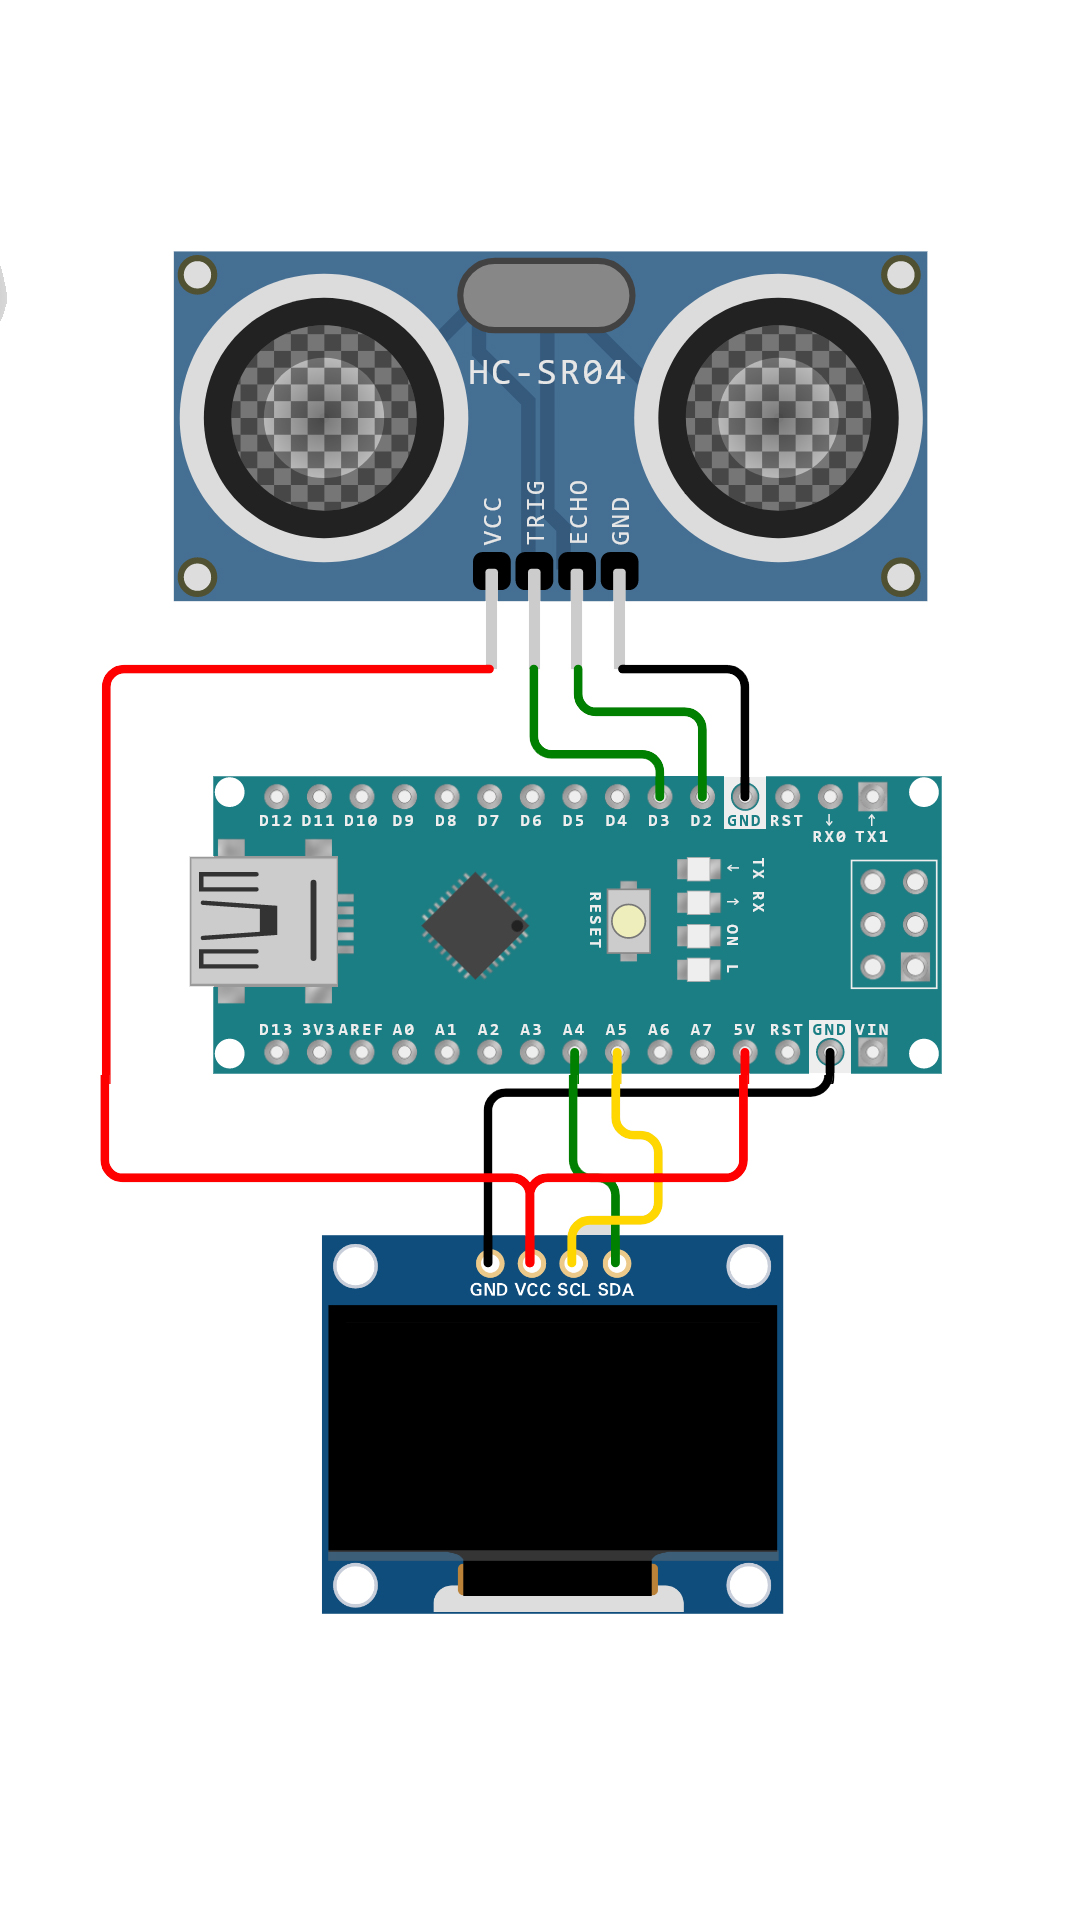 HC-SR04
VCC TRIG ECHO GND
D12 D11 D10 D9 D8 D7 D6 D5 D4 D3 D2 GND RST ↓ ↑
RX0 TX1
← TX
→ RX
RESET
ON
L
D13 3V3 AREF A0 A1 A2 A3 A4 A5 A6 A7 5V RST GND VIN
GND VCC SCL SDA